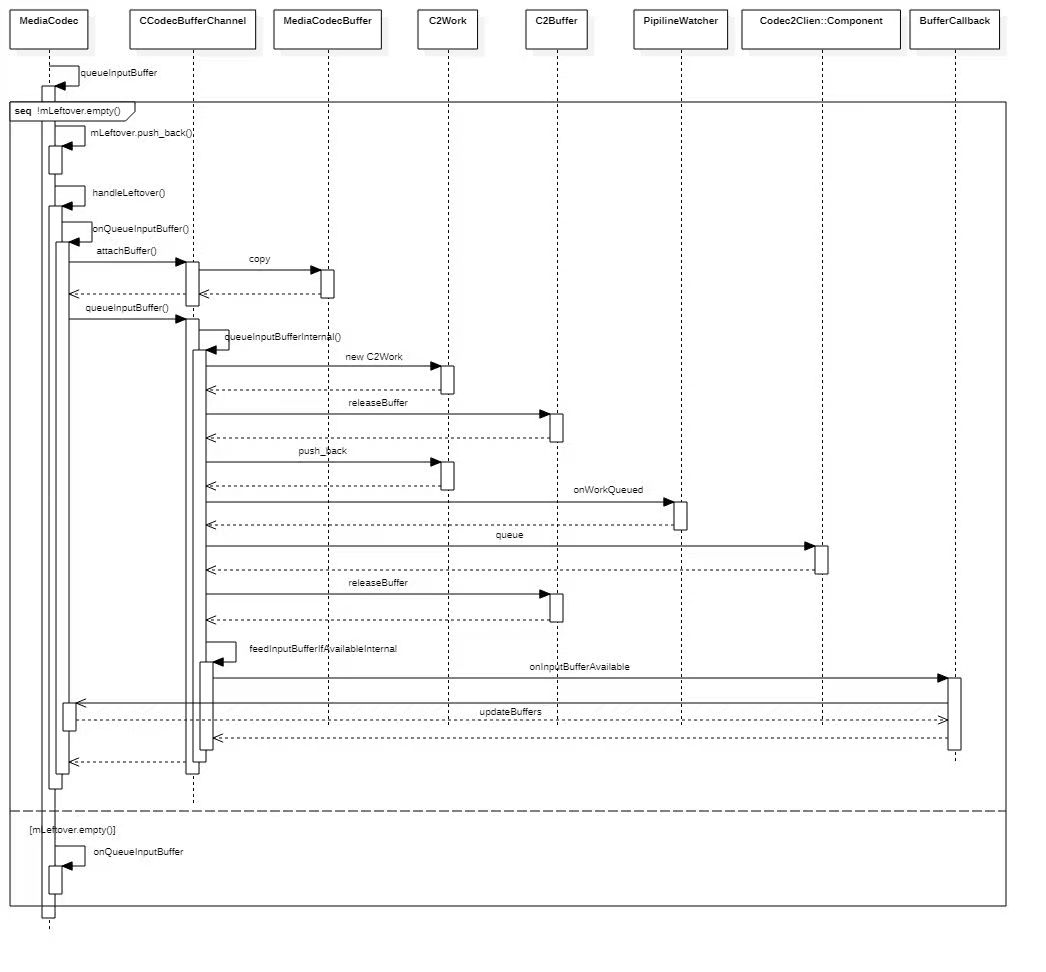 MediaCodec
CCodecBufferChannel
MediaCodecBuffer
C2Work
C2Buffer
PipilineWatcher
Codec2Clien::Component
BufferCallback
queueInputBuffer
seq !mLeftover.empty()
mLeftover.push_back()
handleLeftover()
onQueueInputBuffer()
attachBuffer()
copy
queueInputBuffer()
queueInputBufferInternal()
new C2Work
releaseBuffer
push_back
onWorkQueued
queue
releaseBuffer
feedInputBufferIfAvailableInternal
onInputBufferAvailable
updateBuffers
[mLeftover.empty()]
onQueueInputBuffer